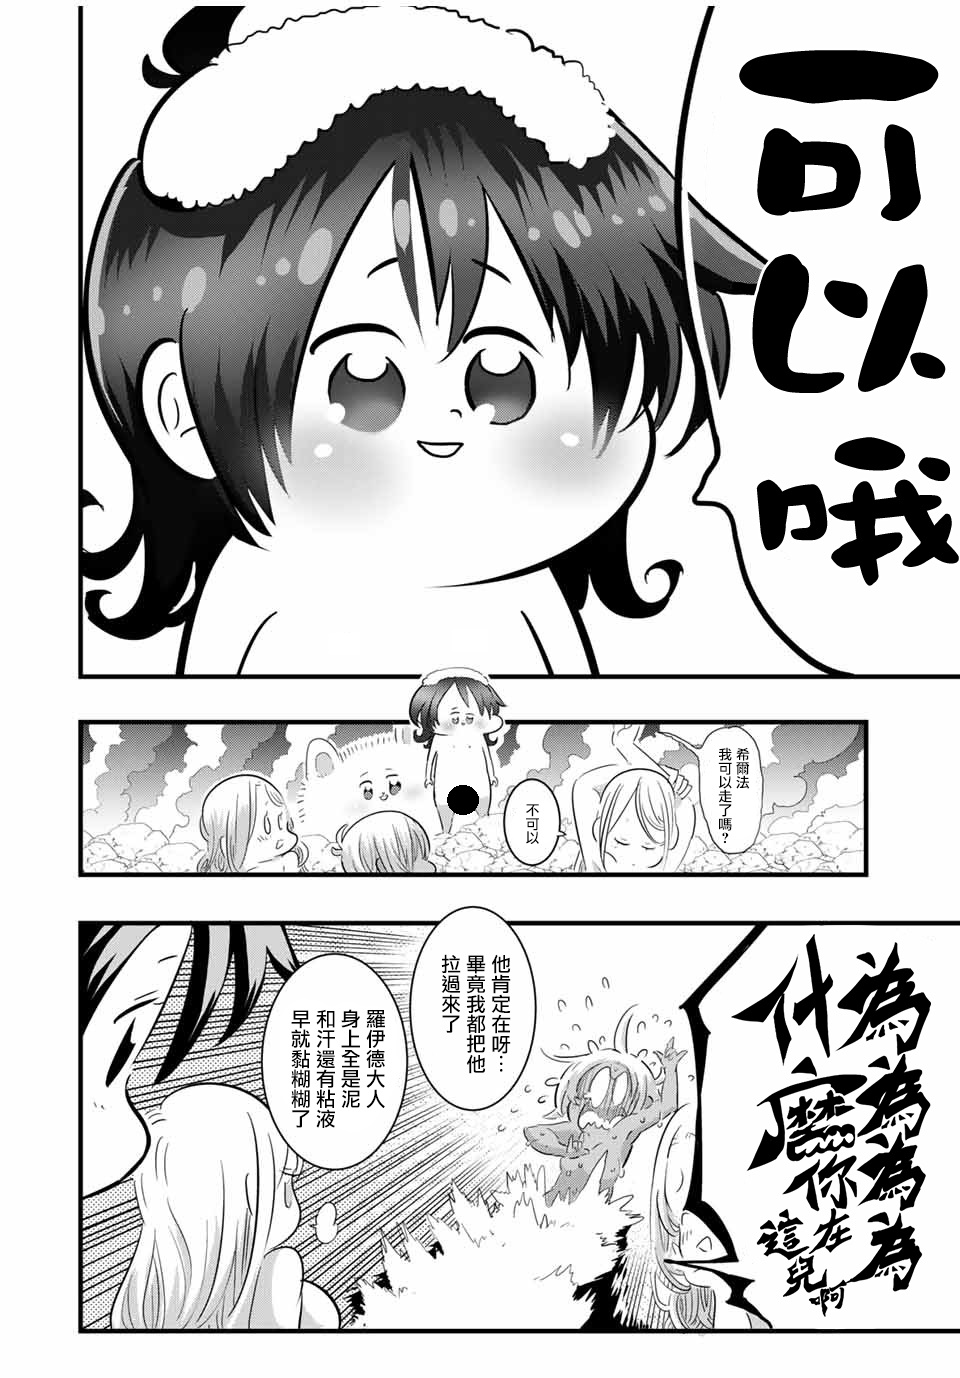 可以哦
希爾法
我可以走了嗎？
不可以
為為為為
什麼你在
這兒啊
他肯定在呀…
畢竟我都把他
拉過來了
羅伊德大人
身上全是泥
和汗還有粘液
早就黏糊糊了